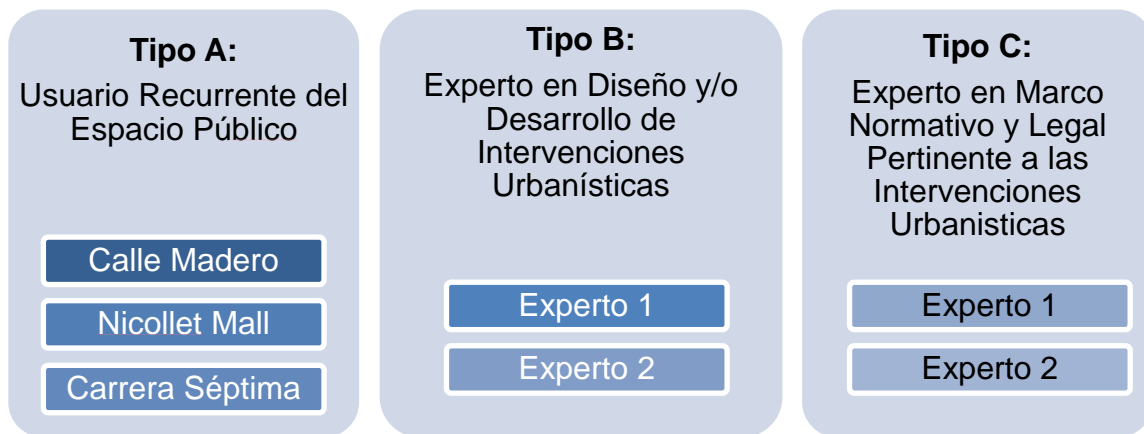 Tipo A:
Usuario Recurrente del
Espacio Público
Calle Madero
Nicollet Mall
Carrera Séptima
Tipo B:
Experto en Diseño y/o
Desarrollo de
Intervenciones
Urbanísticas
Experto 1
Experto 2
Tipo C:
Experto en Marco
Normativo y Legal
Pertinente a las
Intervenciones
Urbanisticas
Experto 1
Experto 2